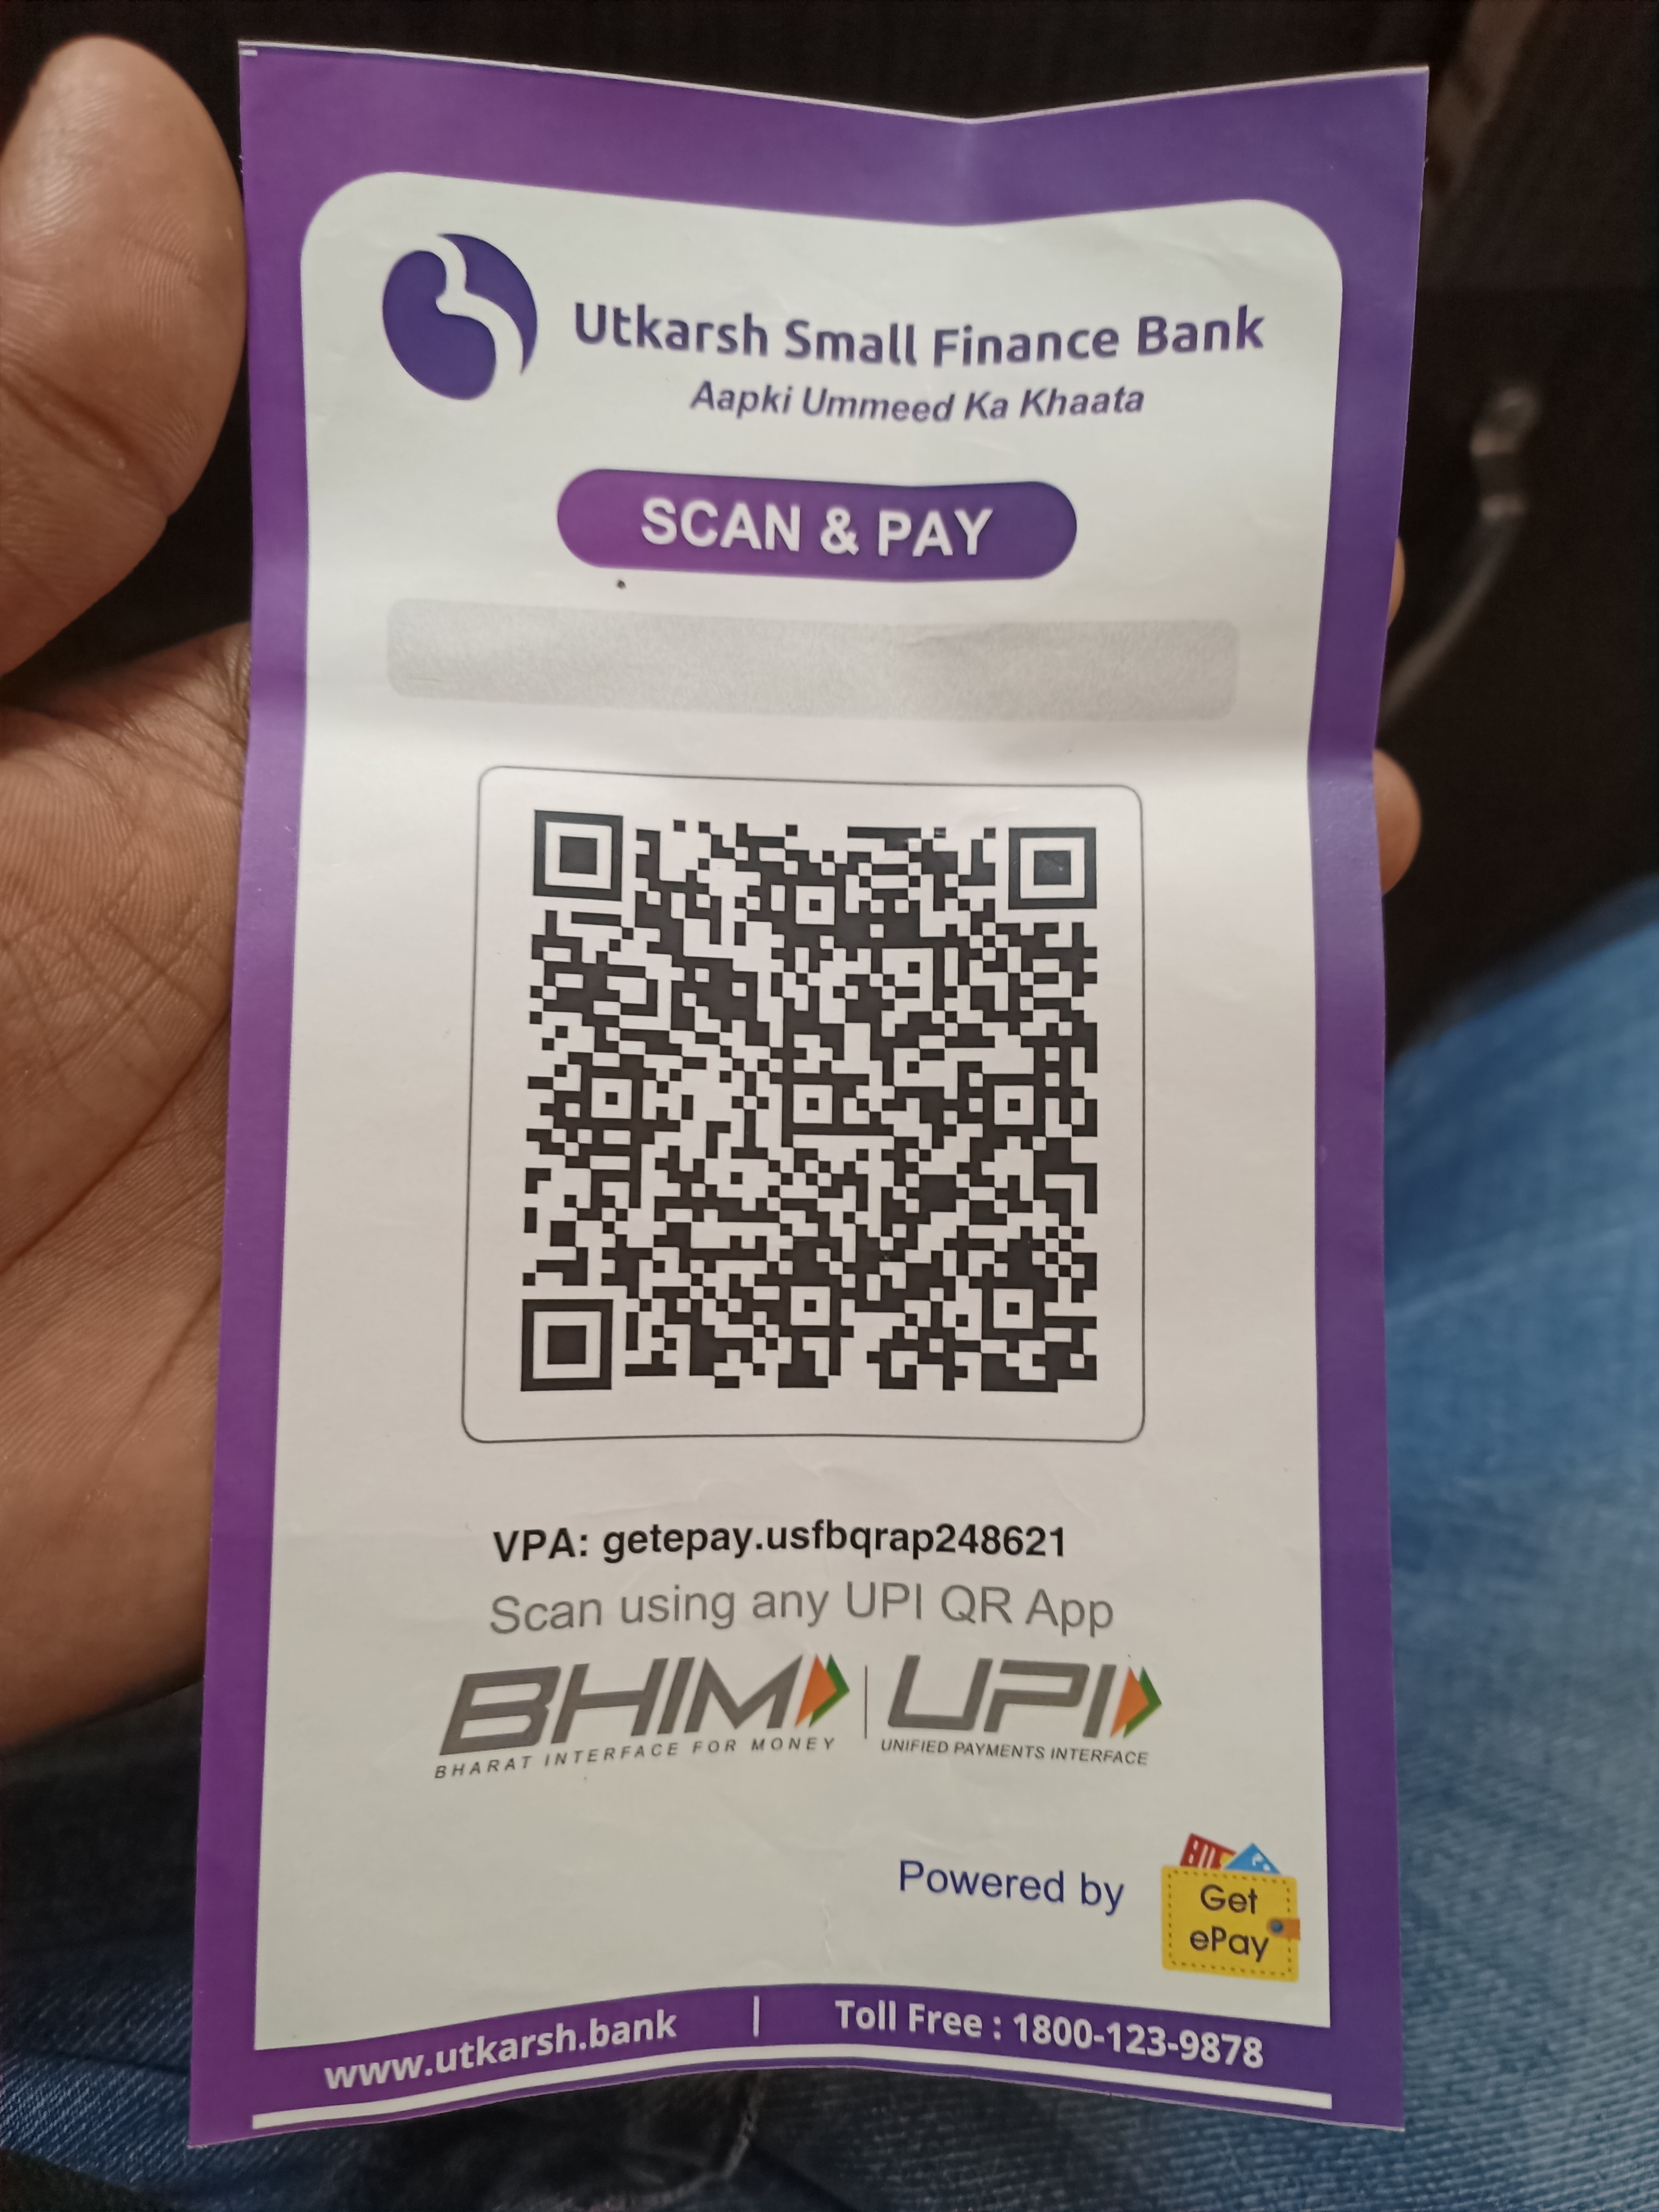 Utkarsh Small Finance Bank
Aapki Ummeed Ka Khaata
SCAN & PAY
VPA: getepay.usfbqrap248621
Scan using any UPI QR App
BHIM | UPI
BHARAT INTERFACE FOR MONEY UNIFIED PAYMENTS INTERFACE
Powered by
Get
ePay
www.utkarsh.bank | Toll Free : 1800-123-9878